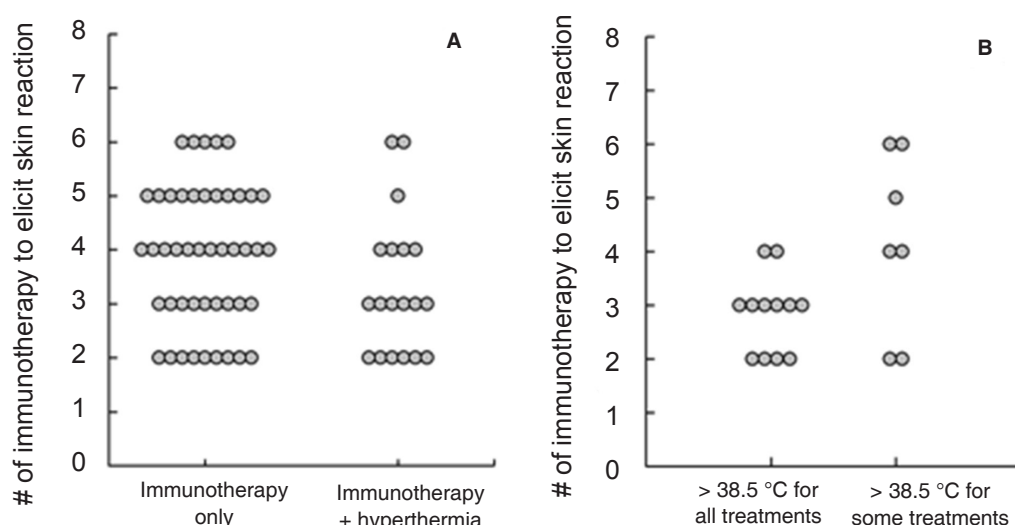 A
# of immunotherapy to elicit skin reaction
8
7
6
5
4
3
2
1
0
Immunotherapy
only
Immunotherapy
+ hyperthermia
B
# of immunotherapy to elicit skin reaction
8
7
6
5
4
3
2
1
0
> 38.5 °C for
all treatments
> 38.5 °C for
some treatments